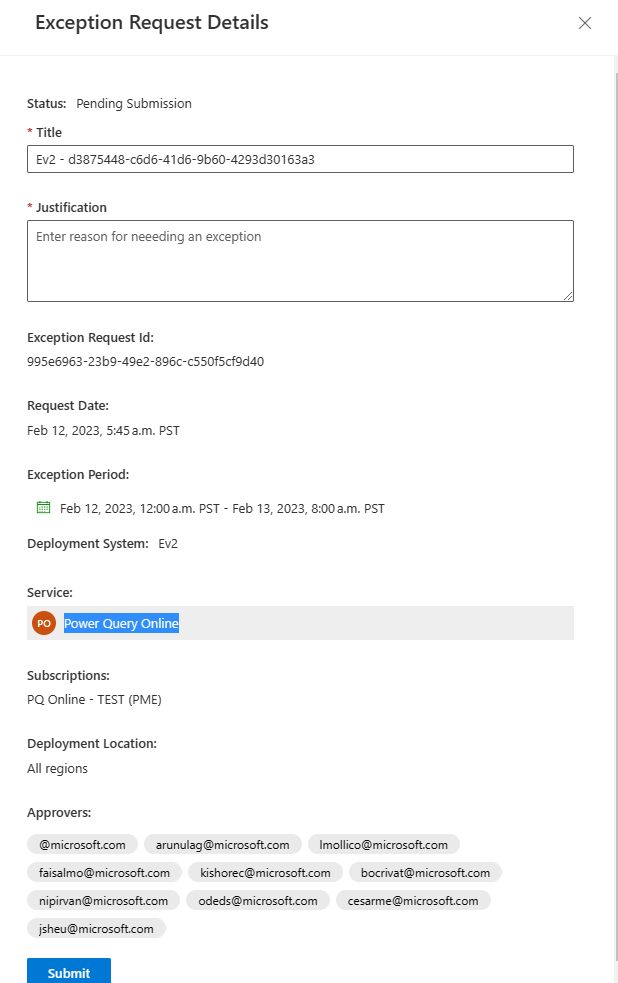 Exception Request Details
Status: Pending Submission
* Title
Ev2 - d3875448-c6d6-41d6-9b60-4293d30163a3
* Justification
Enter reason for neeeding an exception
Exception Request Id:
995e6963-23b9-49e2-896c-c550f5cf9d40
Request Date:
Feb 12, 2023, 5:45 a.m. PST
Exception Period:
Feb 12, 2023, 12:00 a.m. PST - Feb 13, 2023, 8:00 a.m. PST
Deployment System: Ev2
Service:
PO Power Query Online
Subscriptions:
PQ Online - TEST (PME)
Deployment Location:
All regions
Approvers:
@microsoft.com arunulag@microsoft.com lmollico@microsoft.com
faisalmo@microsoft.com kishorec@microsoft.com bocrivat@microsoft.com
nipirvan@microsoft.com odeds@microsoft.com cesarme@microsoft.com
jsheu@microsoft.com
Submit